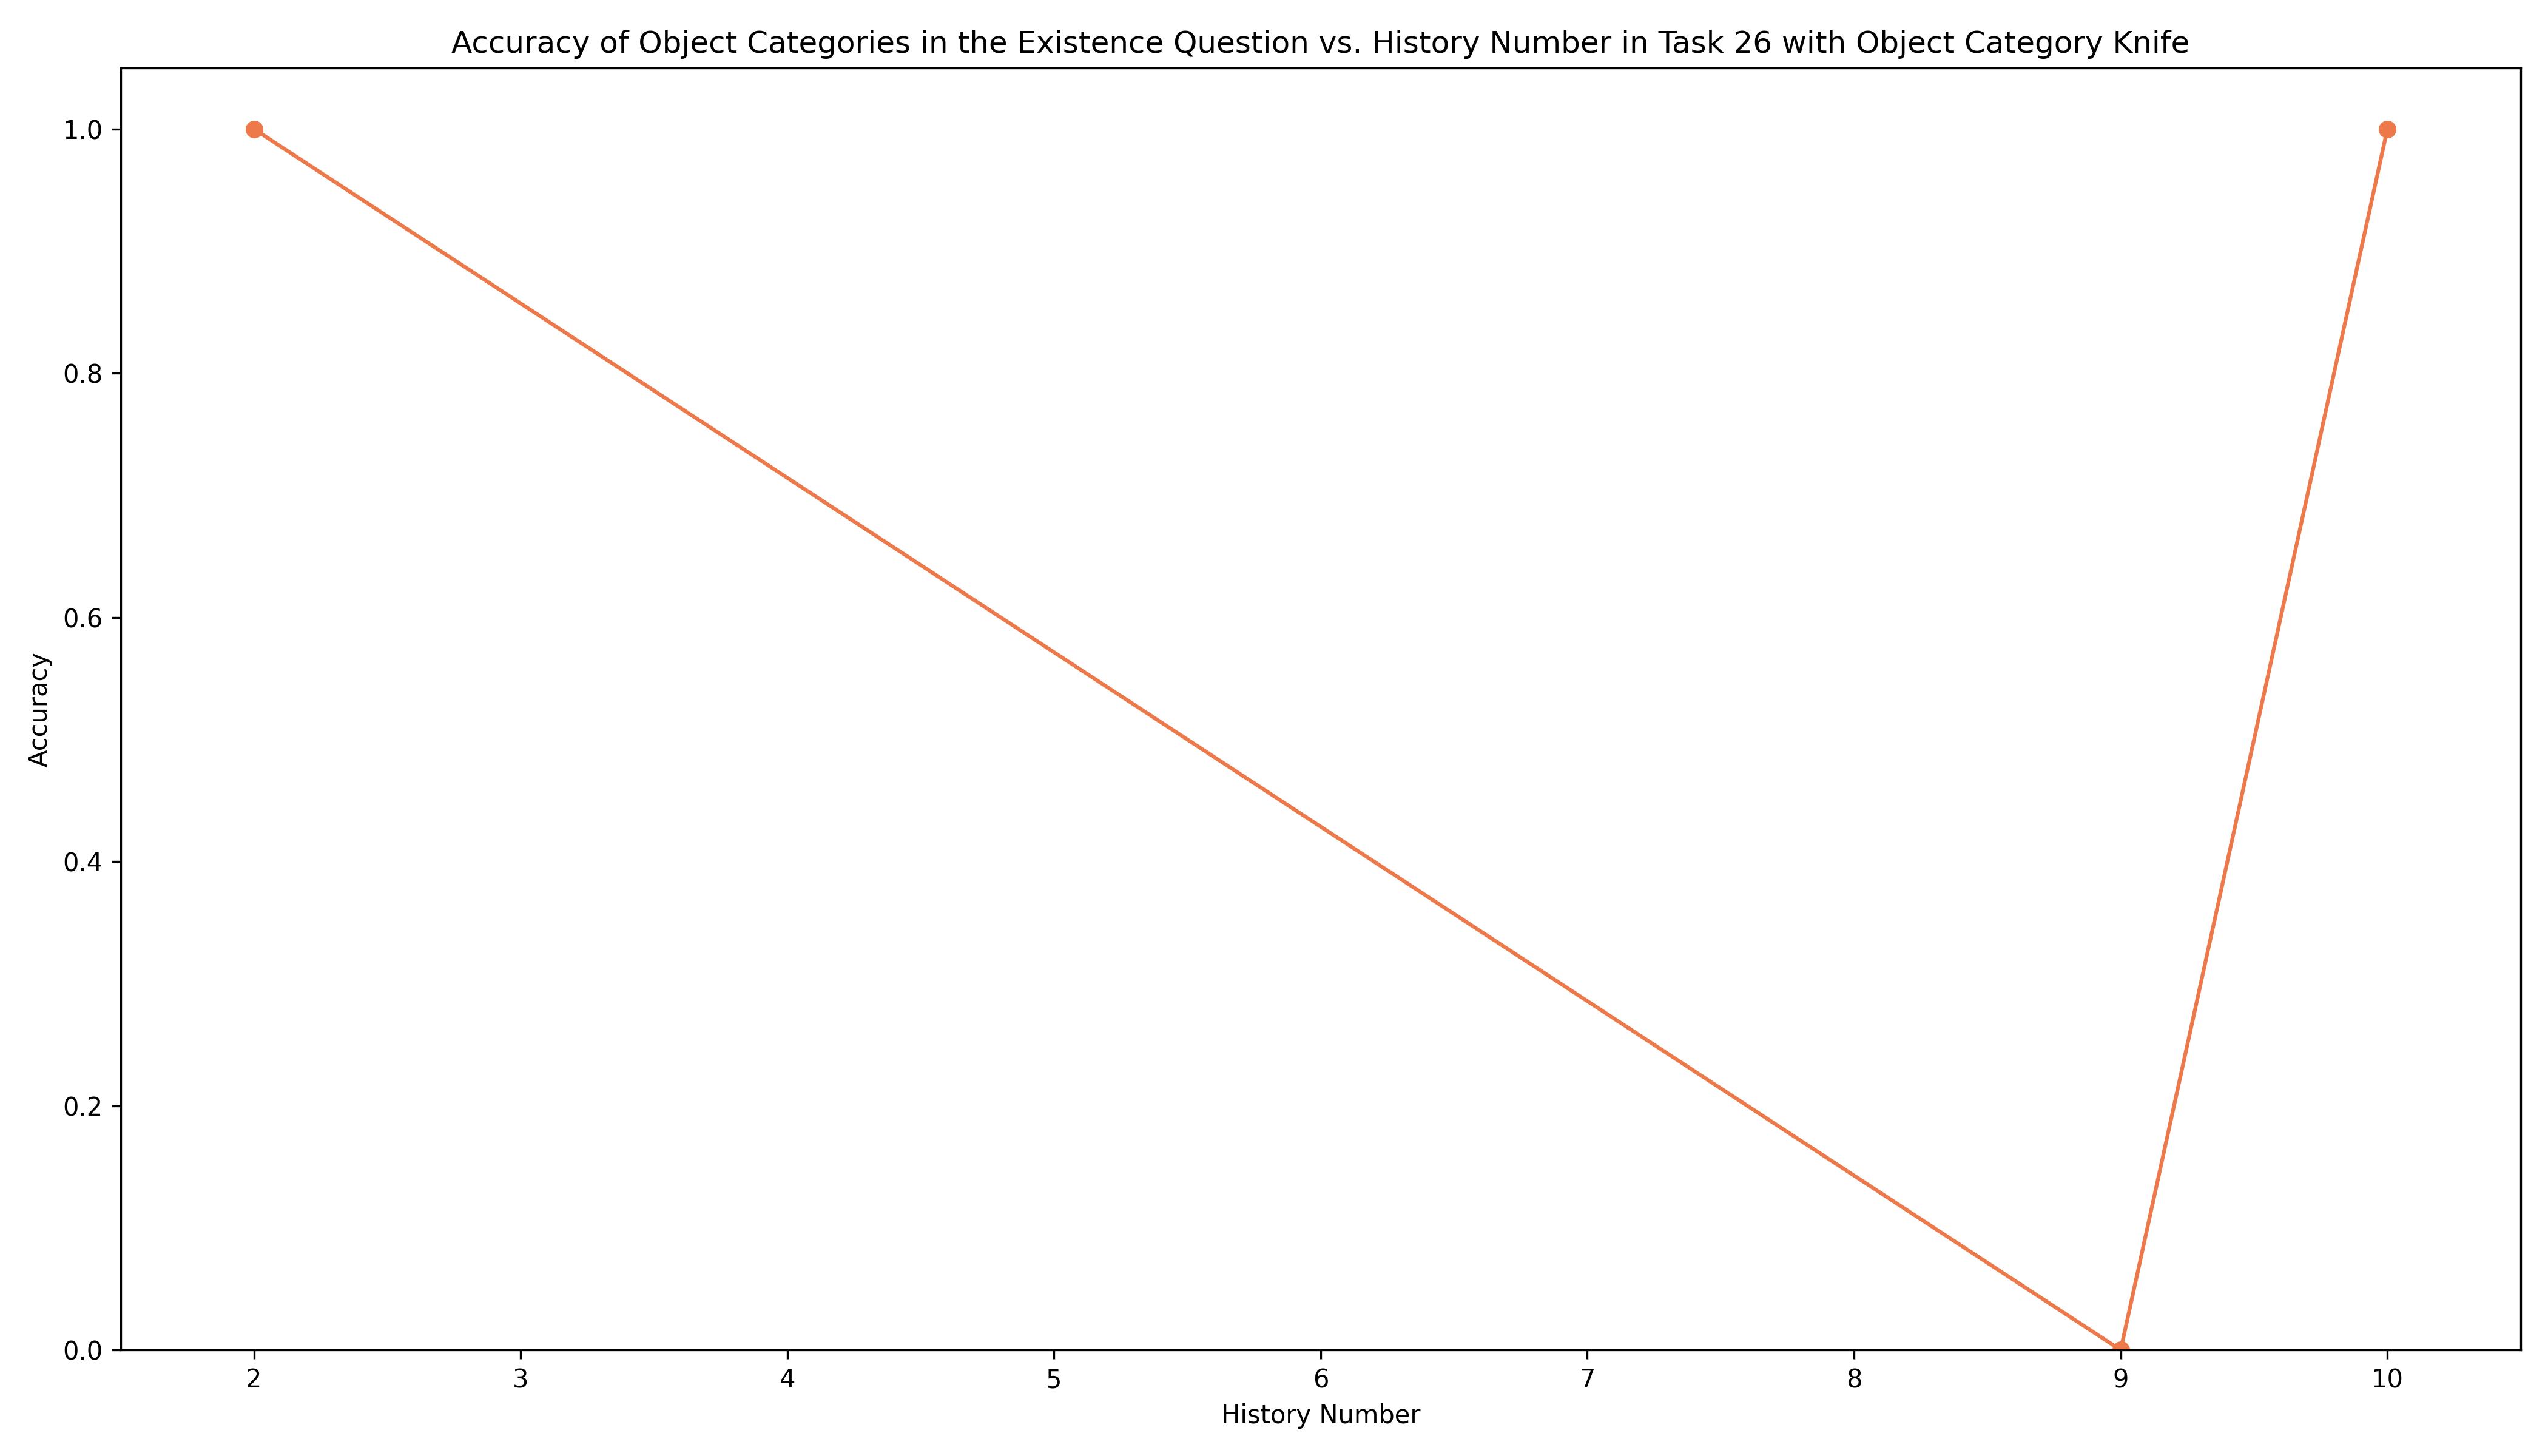 Accuracy of Object Categories in the Existence Question vs. History Number in Task 26 with Object Category Knife
1.0
0.8
0.6
0.4
0.2
0.0
Accuracy
2 3 4 5 6 7 8 9 10
History Number